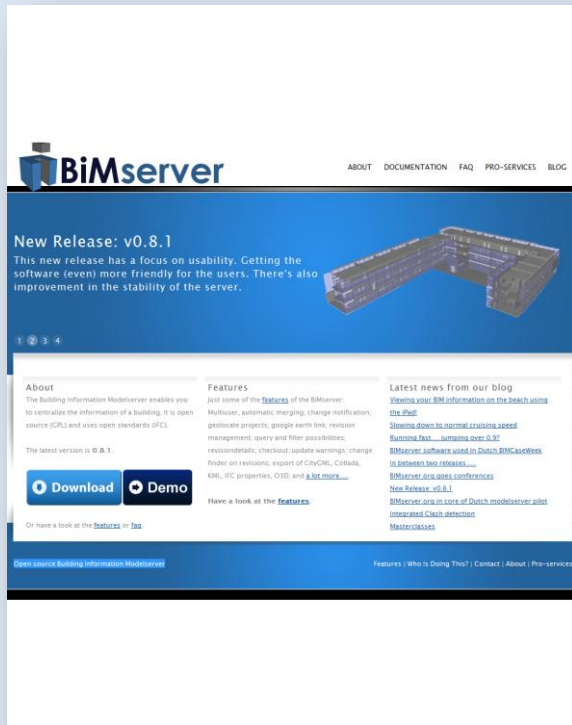 BiMserver
ABOUT DOCUMENTATION FAQ PRO-SERVICES BLOG
New Release: v0.8.1
This new release has a focus on usability. Getting the
software (even) more friendly for the users. There's also
improvement in the stability of the server.
1 2 3 4
About
The Building Information Modelserver enables you
to centralize the information of a building. It is open
source (GPL) and uses open standards (IFC).
The latest version is 0.8.1.
Download Demo
Or have a look at the features or faq
Features
Just some of the features of the BIMserver:
Multiuser, automatic merging; change notification,
geolocate projects; google earth link; revision
management; query and filter possibilities;
revisiondetails; checkout/update warnings; change
finder on revisions; export of CityGML, Collada,
KML, IFC properties, O3D; and a lot more....
Have a look at the features.
Latest news from our blog
Viewing your BIM information on the beach using
the iPad!
Slowing down to normal cruising speed
Running fast.... jumping over 0.9?
BIMserver software used in Dutch BIMCaseWeek
In between two releases.....
BIMserver.org goes conferences
New Release: v0.8.1
BIMserver.org in core of Dutch modelserver pilot
Integrated Clash detection
Masterclasses
Open source Building Information Modelserver
Features | Who Is Doing This? | Contact | About | Pro-services